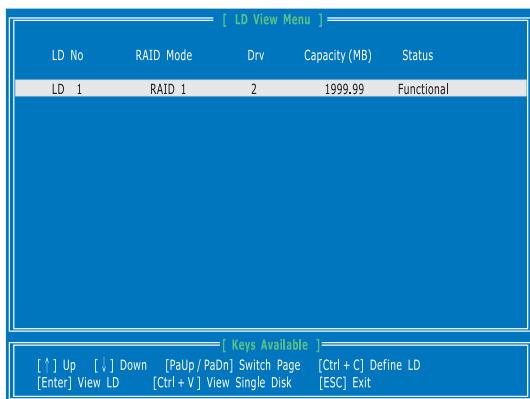 [ LD View Menu ]
LD No RAID Mode Drv Capacity (MB) Status
LD 1 RAID 1 2 1999.99 Functional
[ Keys Available ]
[↑] Up [↓] Down [PaUp / PaDn] Switch Page [Ctrl + C] Define LD
[Enter] View LD [Ctrl + V ] View Single Disk [ESC] Exit